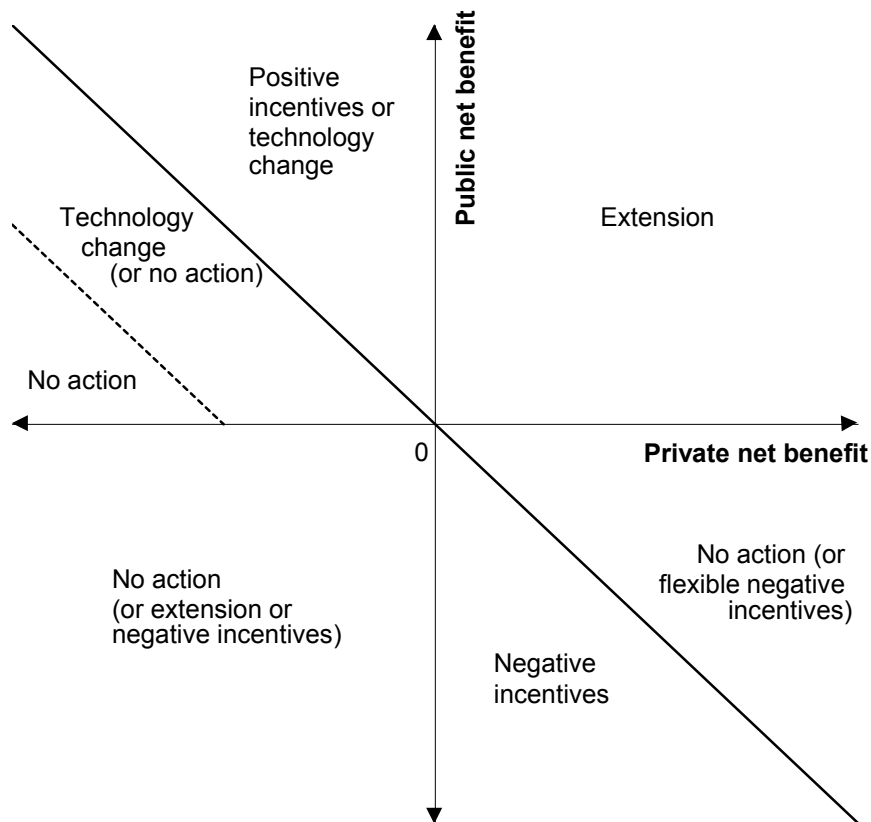 Positive
incentives or
technology
change
Public net benefit
Technology
change
(or no action)
Extension
No action
0
Private net benefit
No action
(or extension or
negative incentives)
No action (or
flexible negative
incentives)
Negative
incentives